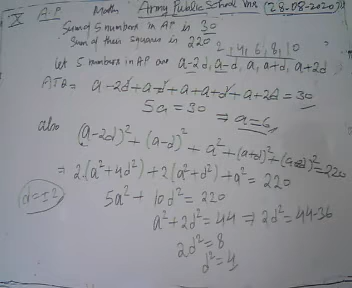 X A.P Maths Army Public School (28-08-2020)
Sum of 5 numbers in AP is 30
Sum of their squares is 220
2, 4, 6, 8, 10
Let 5 numbers in AP are a-2d, a-d, a, a+d, a+2d
ATQ = a-2d+a-d+a+a+d+a+2d = 30
5a = 30 ⇒ a = 6
also (a-2d)²+(a-d)²+a²+(a+d)²+(a+2d)²=220
= 2(a²+4d²)+2(a²+d²)+a² = 220
5a²+10d² = 220
d = ±2
a²+2d² = 44 ⇒ 2d² = 44-36
2d² = 8
d² = 4